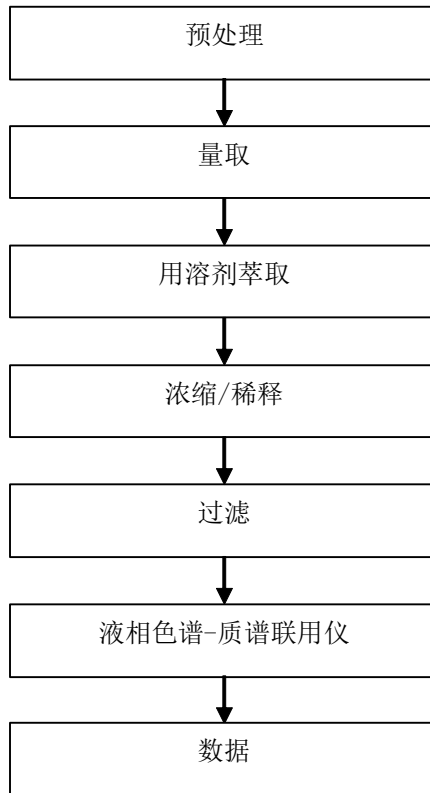 预处理
量取
用溶剂萃取
浓缩/稀释
过滤
液相色谱-质谱联用仪
数据